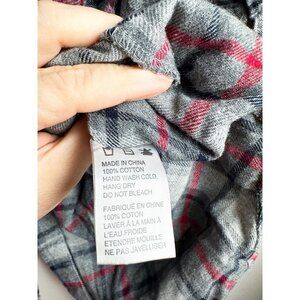 MADE IN CHINA
100% COTTON
HAND WASH COLD,
HANG DRY
DO NOT BLEACH
FABRIQUÉ EN CHINE
100% COTON
LAVER À LA MAIN À
L'EAU FROIDE
ETENDRE MOUILLE
NE PAS JAVELLISER